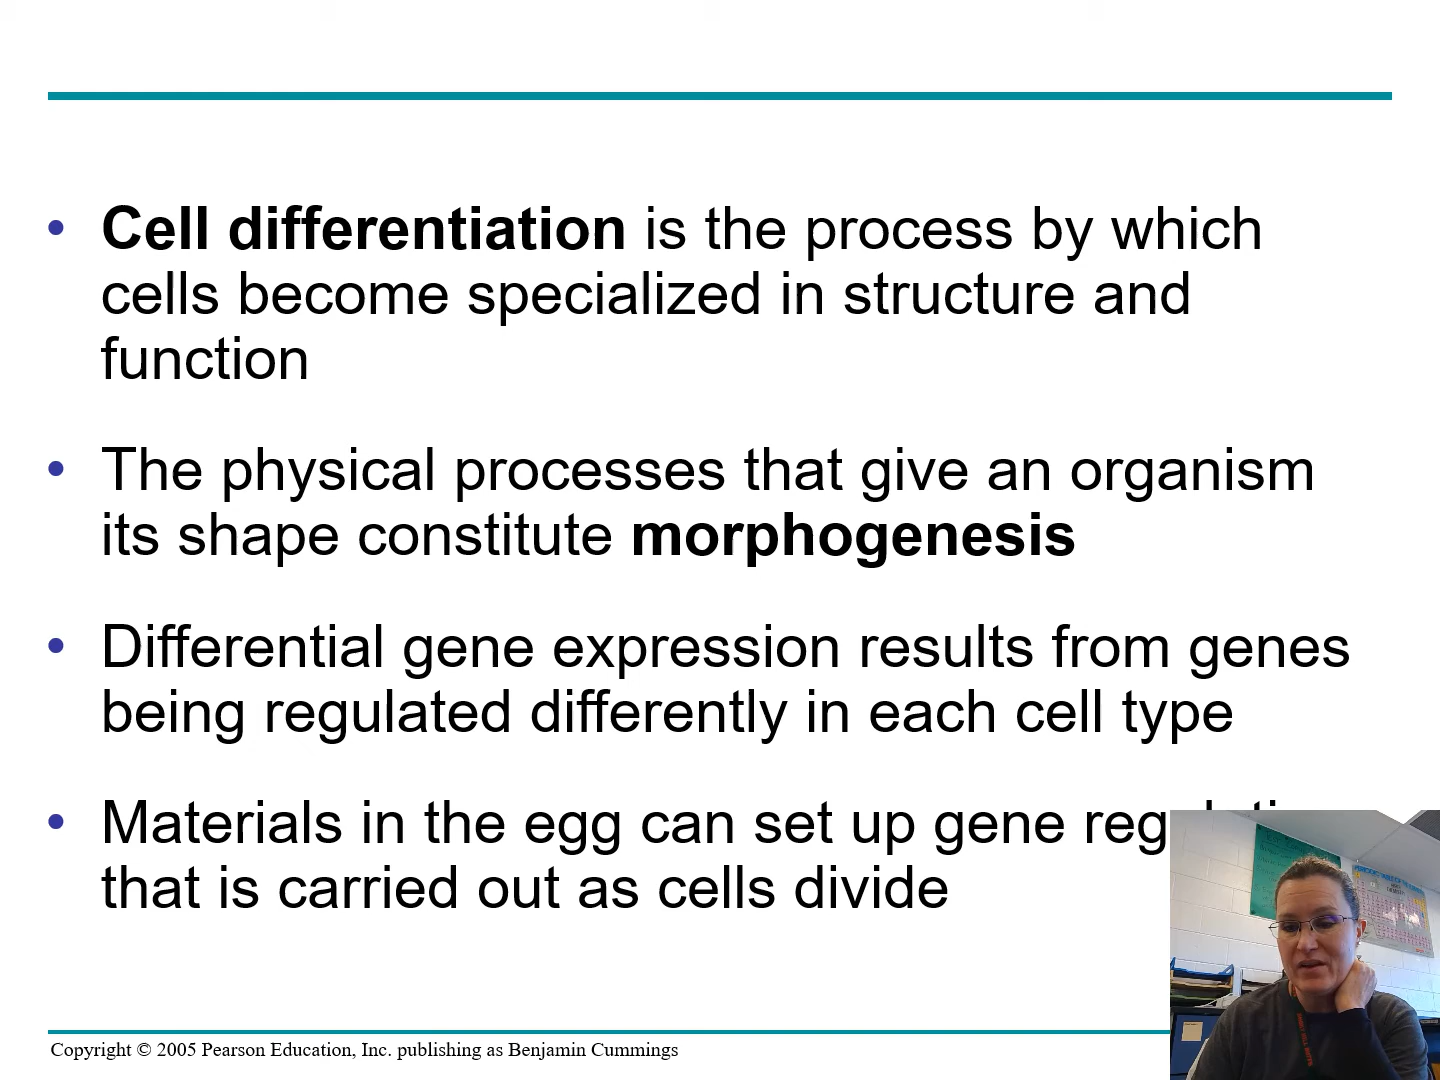 • Cell differentiation is the process by which
cells become specialized in structure and
function
• The physical processes that give an organism
its shape constitute morphogenesis
• Differential gene expression results from genes
being regulated differently in each cell type
• Materials in the egg can set up gene
that is carried out as cells divide
Copyright © 2005 Pearson Education, Inc. publishing as Benjamin Cummings